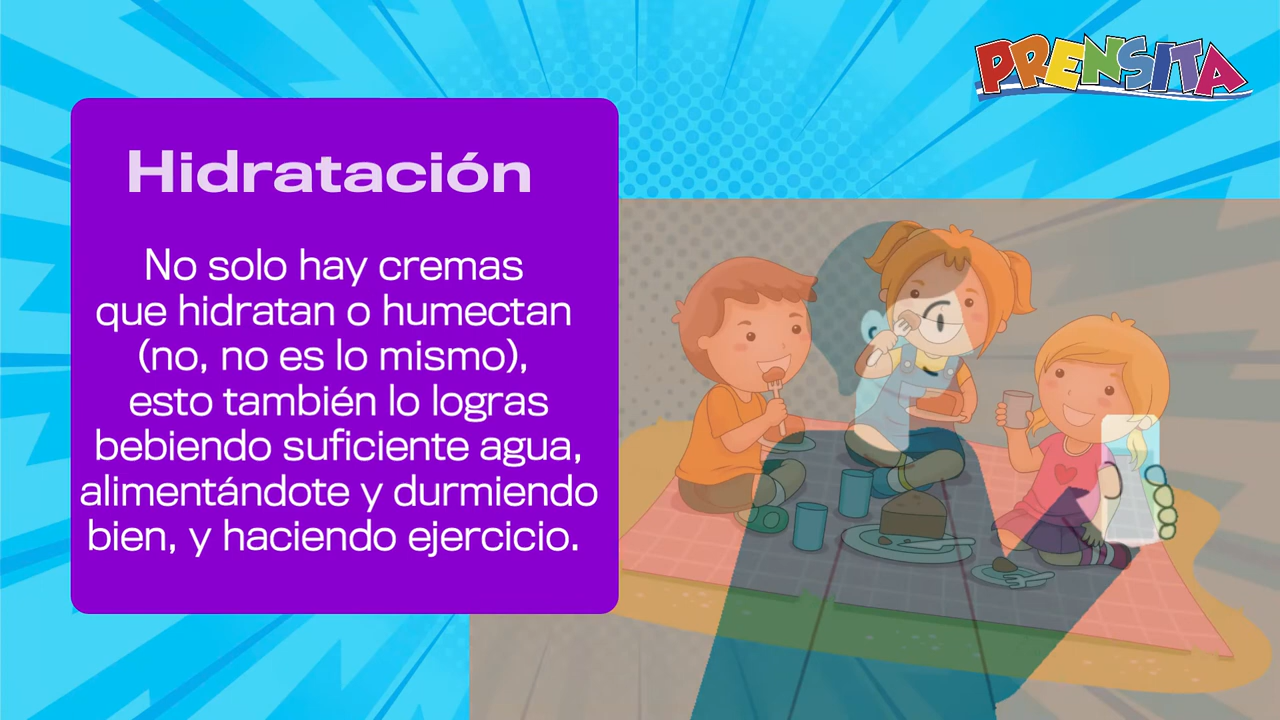 PRENSITA
Hidratación
No solo hay cremas
que hidratan o humectan
(no, no es lo mismo),
esto también lo logras
bebiendo suficiente agua,
alimentándote y durmiendo
bien, y haciendo ejercicio.